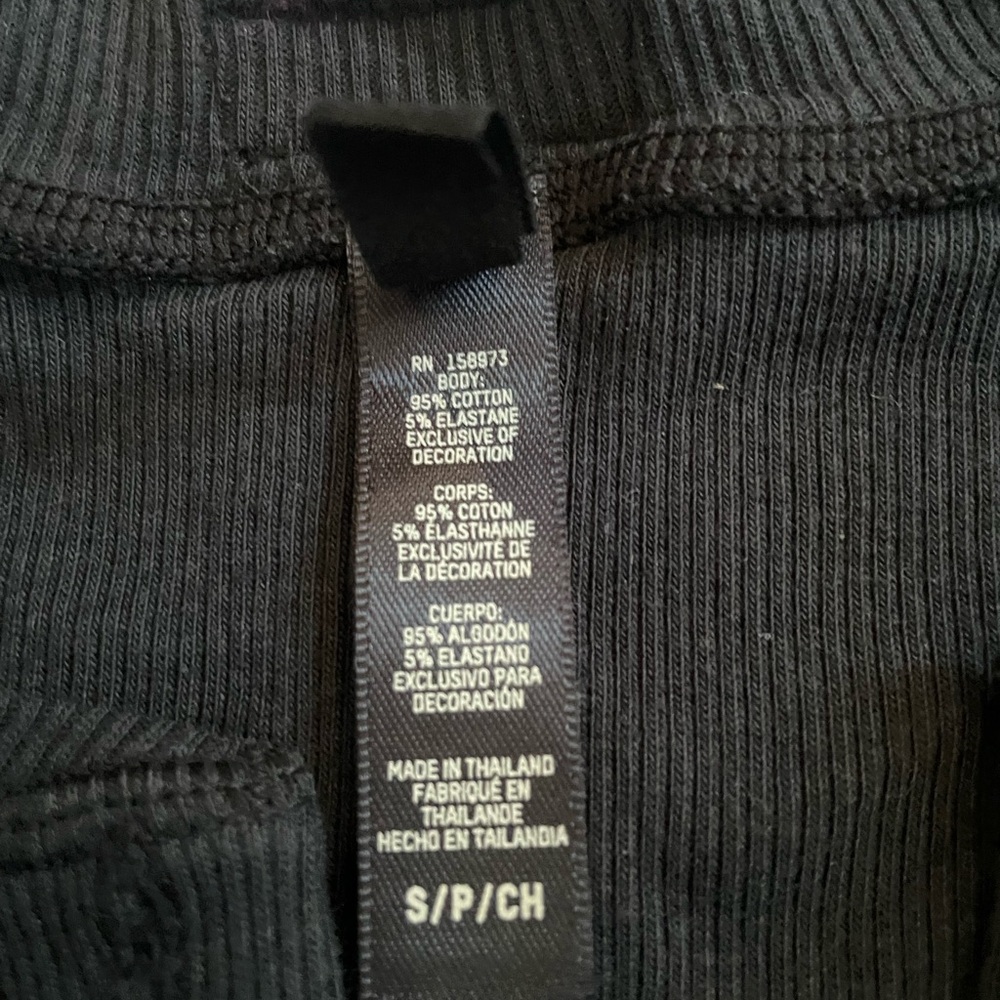 RN 158973
BODY:
95% COTTON
5% ELASTANE
EXCLUSIVE OF
DECORATION
CORPS:
95% COTON
5% ÉLASTHANNE
EXCLUSIVITÉ DE
LA DÉCORATION
CUERPO:
95% ALGODÓN
5% ELASTANO
EXCLUSIVO PARA
DECORACIÓN
MADE IN THAILAND
FABRIQUÉ EN
THAILANDE
HECHO EN TAILANDIA
S/P/CH